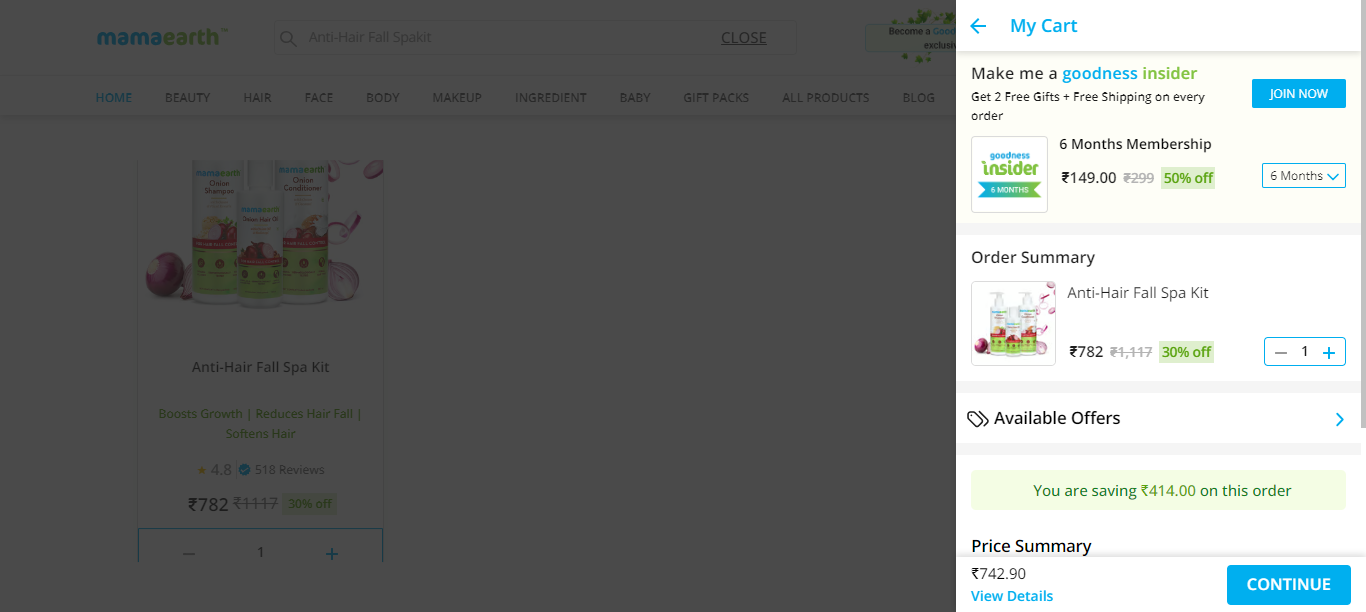 mamaearth™
Anti-Hair Fall Spakit
CLOSE
Become a Good
exclusiv
HOME
BEAUTY
HAIR
FACE
BODY
MAKEUP
INGREDIENT
BABY
GIFT PACKS
ALL PRODUCTS
BLOG
mamaearth
Onion
Shampoo
mamaearth
Onion
Conditioner
mamaearth
Onion Hair Oil
Anti-Hair Fall Spa Kit
Boosts Growth | Reduces Hair Fall |
Softens Hair
4.8 518 Reviews
₹782 ₹1117 30% off
— 1 +
My Cart
Make me a goodness insider
Get 2 Free Gifts + Free Shipping on every
order
JOIN NOW
goodness
insider
6 MONTHS
6 Months Membership
₹149.00 ₹299 50% off
6 Months
Order Summary
Anti-Hair Fall Spa Kit
₹782 ₹1,117 30% off
— 1 +
Available Offers
You are saving ₹414.00 on this order
Price Summary
₹742.90
View Details
CONTINUE